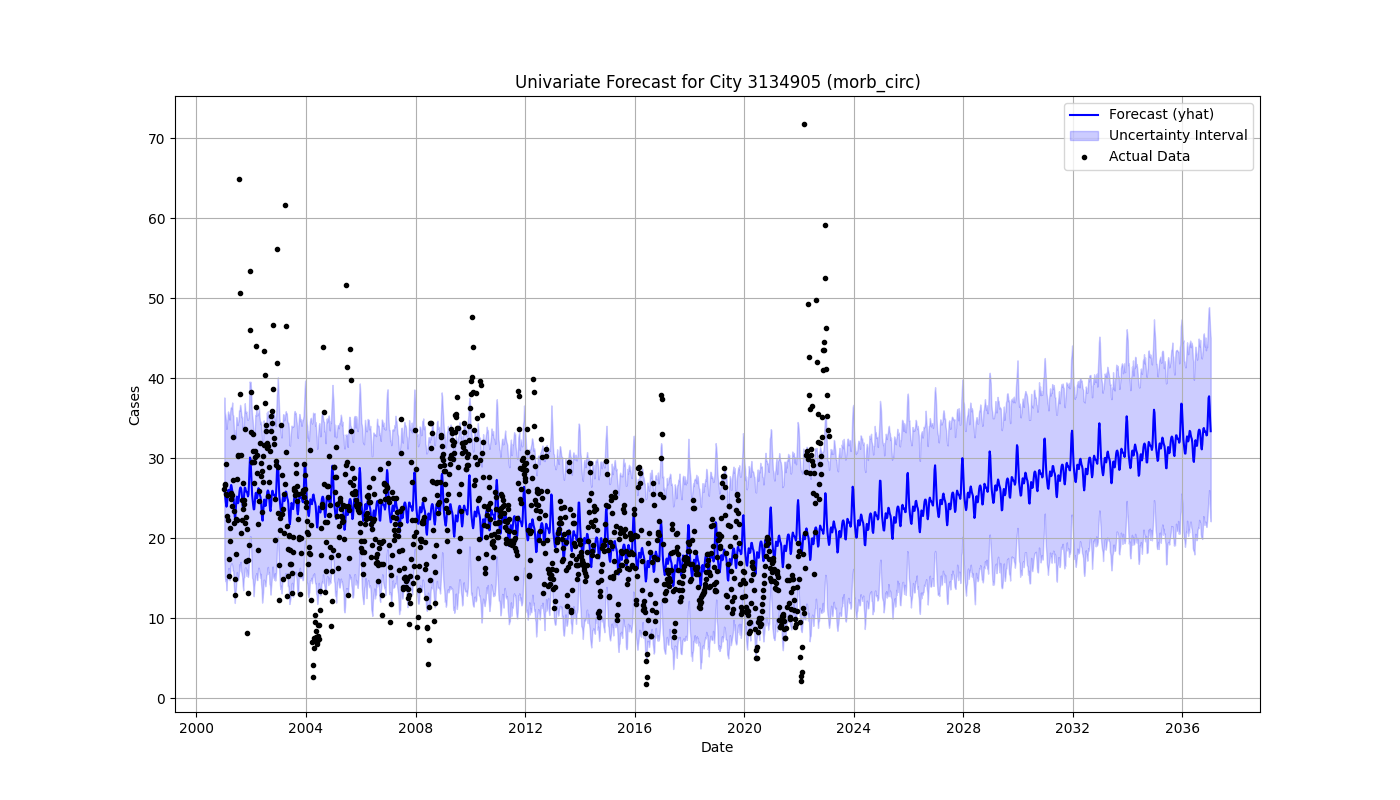 Univariate Forecast for City 3134905 (morb_circ)
Forecast (yhat)
Uncertainty Interval
Actual Data
Cases
70
60
50
40
30
20
10
0
2000 2004 2008 2012 2016 2020 2024 2028 2032 2036
Date